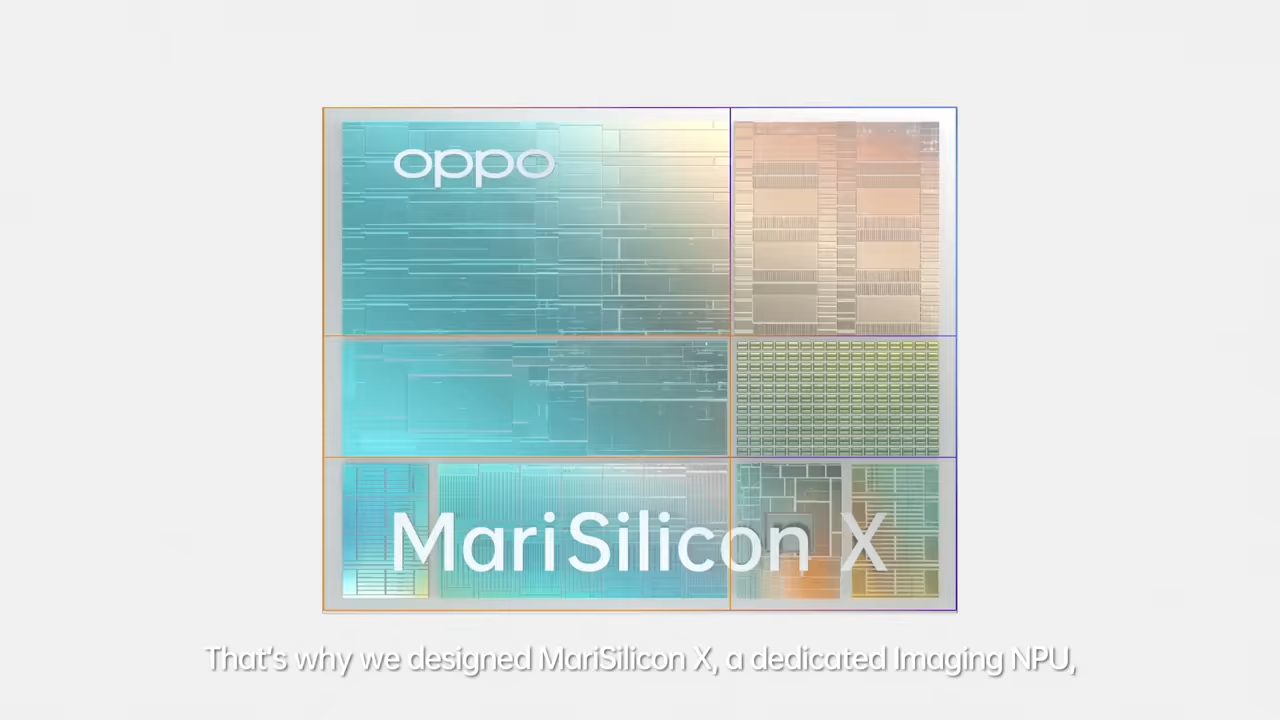 oppo
MariSilicon X
That's why we designed MariSilicon X, a dedicated Imaging NPU,